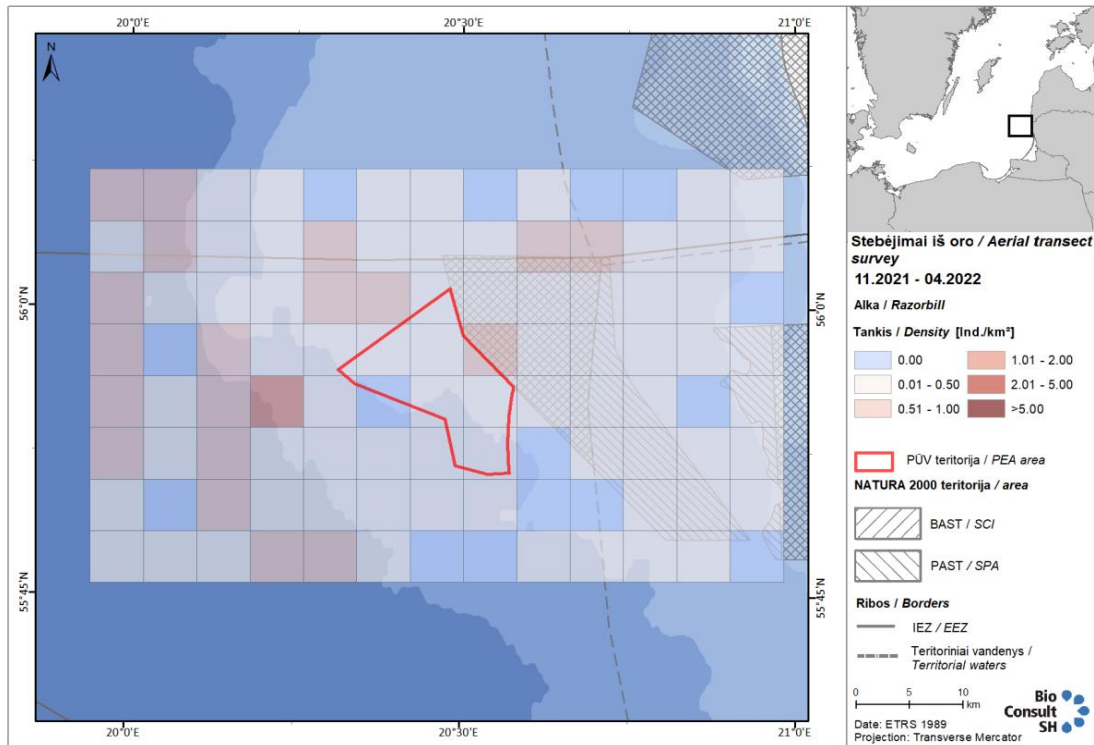 20°0'E 20°30'E 21°0'E
N
56°0'N 56°0'N
55°45'N 55°45'N
20°0'E 20°30'E 21°0'E
Stebėjimai iš oro / Aerial transect
survey
11.2021 - 04.2022
Alka / Razorbill
Tankis / Density [Ind./km²]
0.00 1.01 - 2.00
0.01 - 0.50 2.01 - 5.00
0.51 - 1.00 >5.00
PŪV teritorija / PEA area
NATURA 2000 teritorija / area
BAST / SCI
PAST / SPA
Ribos / Borders
IEZ / EEZ
Teritoriniai vandenys /
Territorial waters
0 5 10
km
Date: ETRS 1989
Projection: Transverse Mercator
Bio
Consult
SH